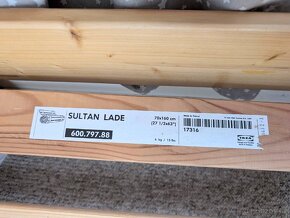 SULTAN LADE
600.797.88
70x160 cm
(27 1/2x63")
17316
IKEA